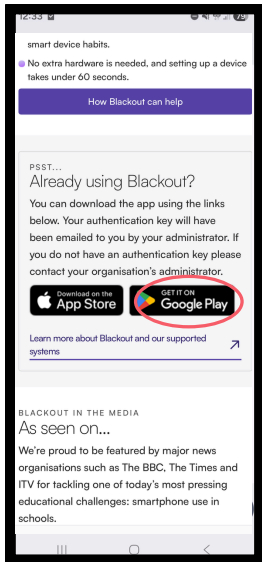 12:33
79
smart device habits.
No extra hardware is needed, and setting up a device
takes under 60 seconds.
How Blackout can help
PSST...
Already using Blackout?
You can download the app using the links
below. Your authentication key will have
been emailed to you by your administrator. If
you do not have an authentication key please
contact your organisation's administrator.
Download on the
App Store
GET IT ON
Google Play
Learn more about Blackout and our supported
systems
BLACKOUT IN THE MEDIA
As seen on...
We're proud to be featured by major news
organisations such as The BBC, The Times and
ITV for tackling one of today's most pressing
educational challenges: smartphone use in
schools.